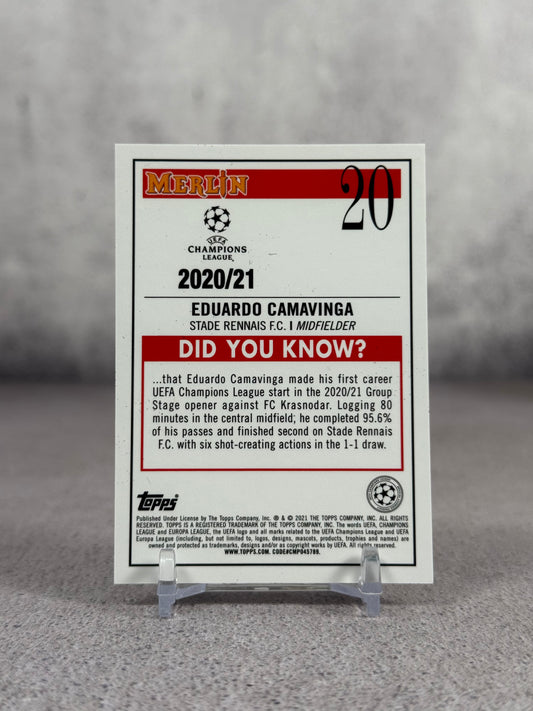 MERLIN
20
UEFA
CHAMPIONS
LEAGUE
2020/21
EDUARDO CAMAVINGA
STADE RENNAIS F.C. | MIDFIELDER
DID YOU KNOW?
...that Eduardo Camavinga made his first career
UEFA Champions League start in the 2020/21 Group
Stage opener against FC Krasnodar. Logging 80
minutes in the central midfield; he completed 95.6%
of his passes and finished second on Stade Rennais
F.C. with six shot-creating actions in the 1-1 draw.
Topps
Published Under License by The Topps Company, Inc. ® & © 2021 THE TOPPS COMPANY, INC. ALL RIGHTS
RESERVED. TOPPS IS A REGISTERED TRADEMARK OF THE TOPPS COMPANY, INC. The words UEFA, CHAMPIONS
LEAGUE and EUROPA LEAGUE, the UEFA logo and all marks related to the UEFA Champions League and UEFA
Europa League (including, but not limited to, logos, designs, mascots, products, trophies and names) are
owned and protected as trademarks, designs and/or as copyright works by UEFA. All rights reserved.
WWW.TOPPS.COM. CODE#CMP045789.